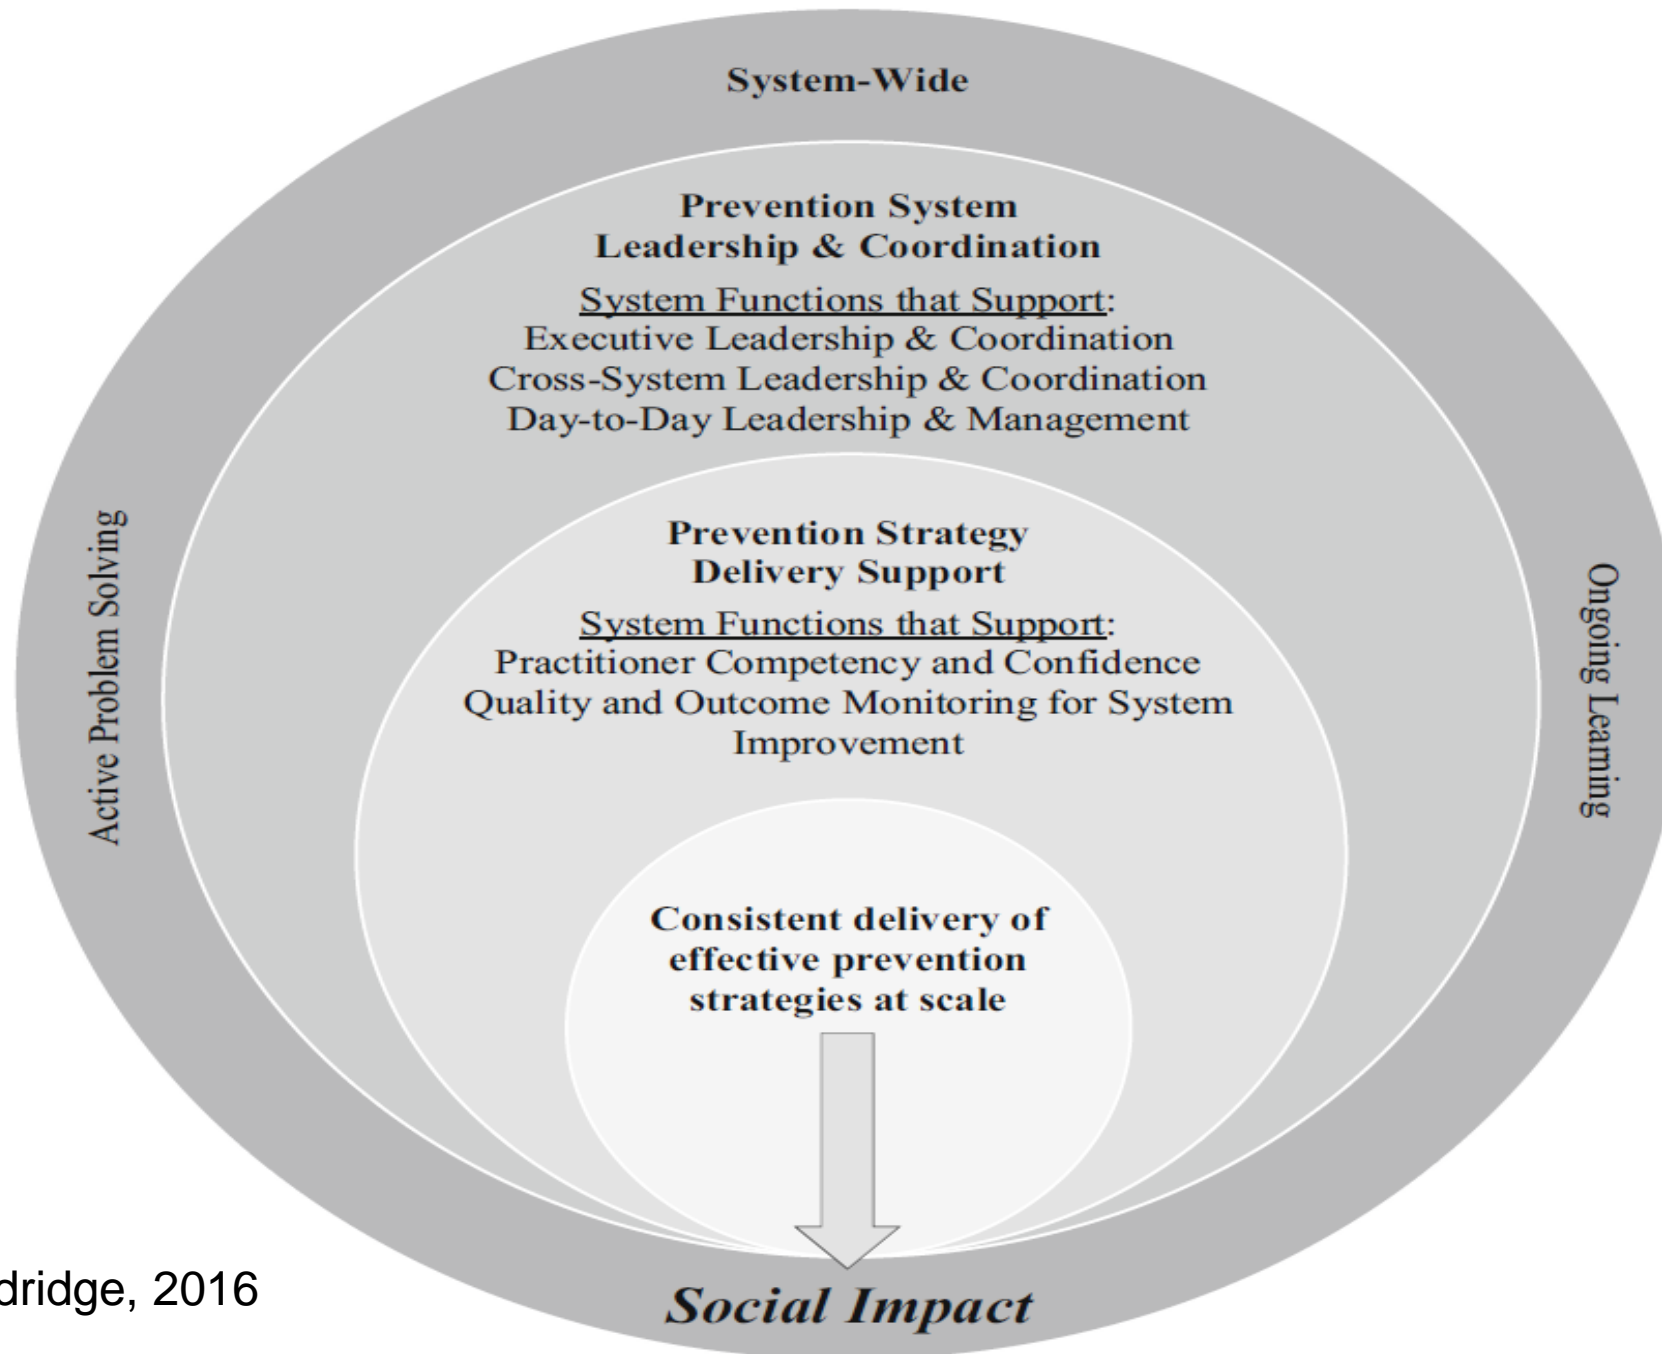 System-Wide
Prevention System
Leadership & Coordination
System Functions that Support:
Executive Leadership & Coordination
Cross-System Leadership & Coordination
Day-to-Day Leadership & Management
Active Problem Solving
Ongoing Learning
Prevention Strategy
Delivery Support
System Functions that Support:
Practitioner Competency and Confidence
Quality and Outcome Monitoring for System
Improvement
Consistent delivery of
effective prevention
strategies at scale
Social Impact
dridge, 2016